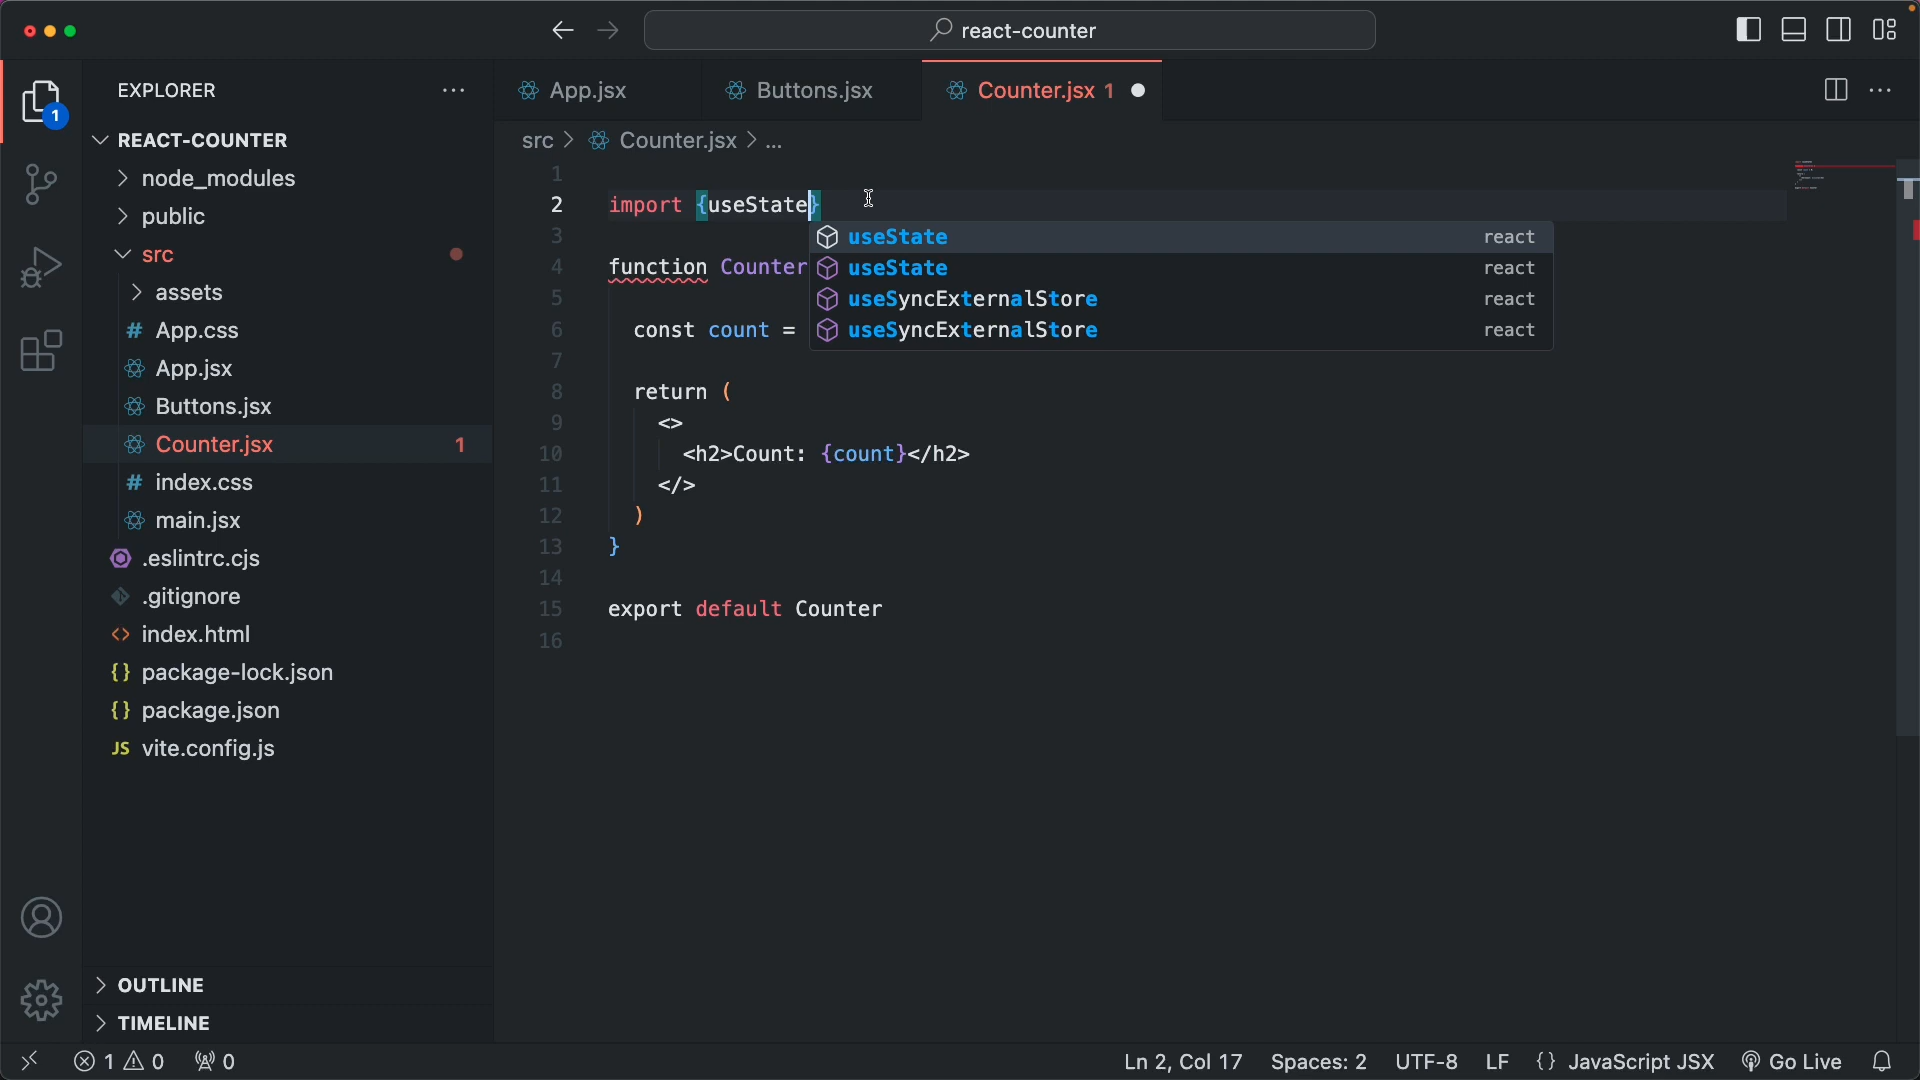 react-counter
EXPLORER
App.jsx
Buttons.jsx
Counter.jsx 1
1
REACT-COUNTER
src > Counter.jsx > ...
node_modules
public
src
assets
App.css
App.jsx
Buttons.jsx
Counter.jsx 1
index.css
main.jsx
.eslintrc.cjs
.gitignore
index.html
package-lock.json
package.json
JS vite.config.js
OUTLINE
TIMELINE
1
2 import {useState}
3
4 function Counter
5
6 const count =
7
8 return (
9 <>
10 <h2>Count: {count}</h2>
11 </>
12 )
13 }
14
15 export default Counter
16
useState react
useState react
useSyncExternalStore react
useSyncExternalStore react
1 0 0
Ln 2, Col 17 Spaces: 2 UTF-8 LF {} JavaScript JSX Go Live